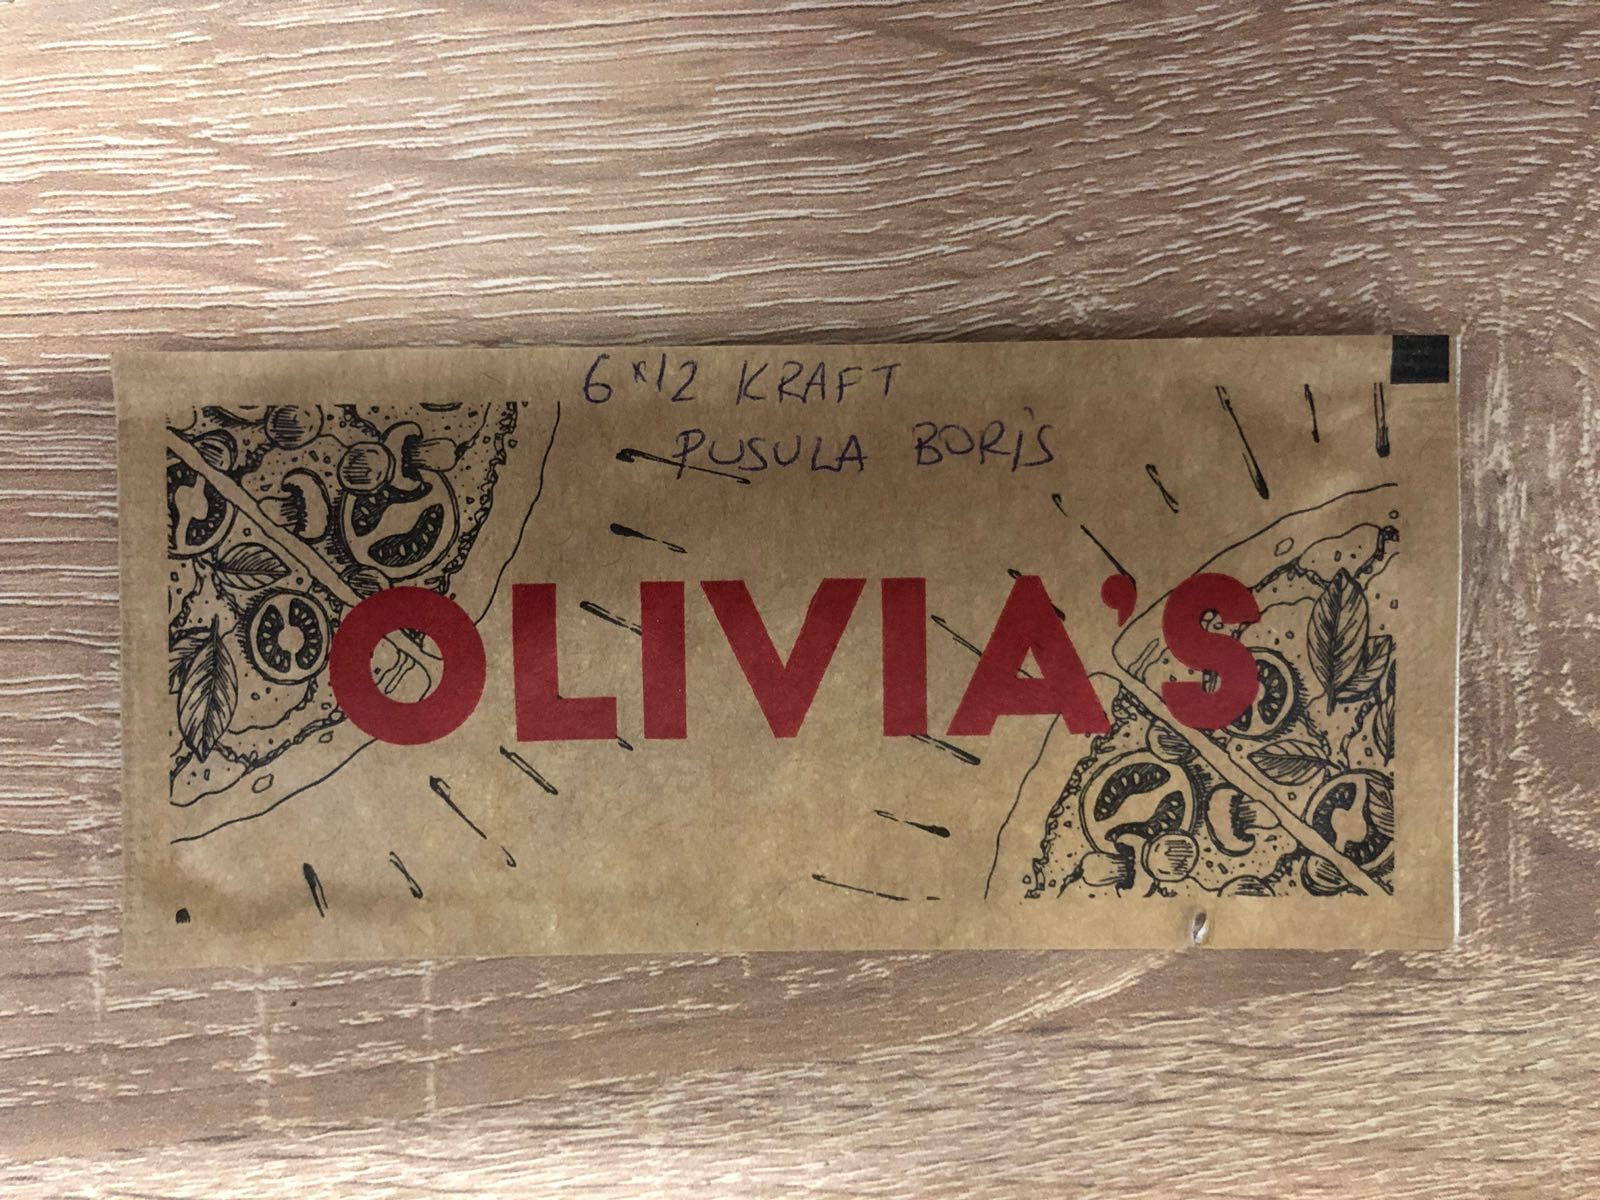 6x12 KRAFT
PUSULA BORİS
OLIVIA'S